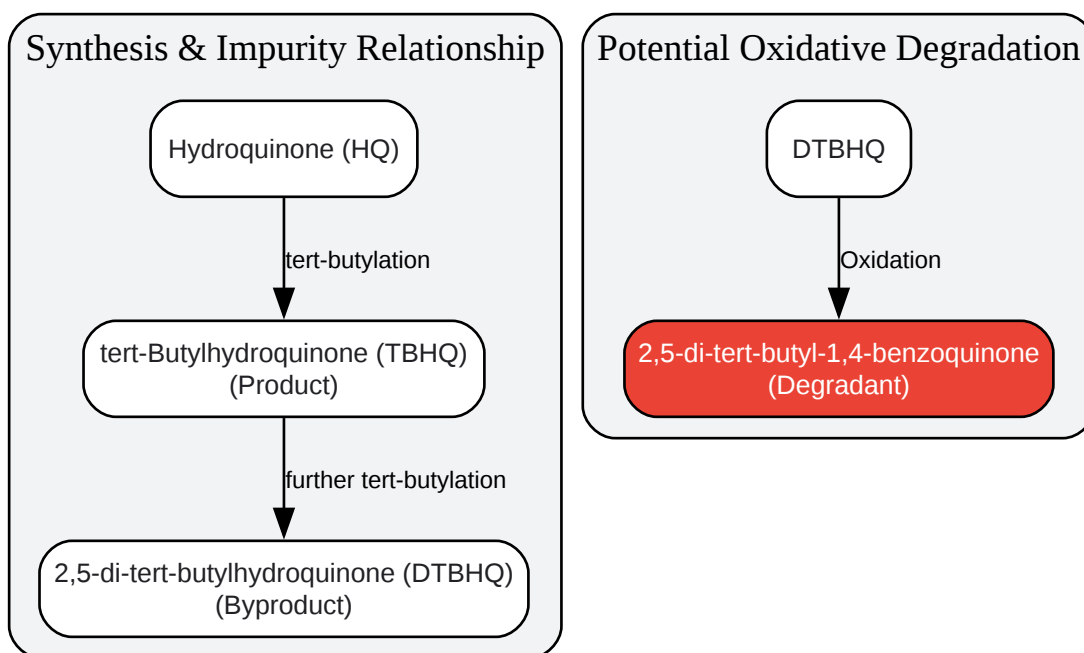 Synthesis & Impurity Relationship
Hydroquinone (HQ)
tert-butylation
tert-Butylhydroquinone (TBHQ)
(Product)
further tert-butylation
2,5-di-tert-butylhydroquinone (DTBHQ)
(Byproduct)
Potential Oxidative Degradation
DTBHQ
Oxidation
2,5-di-tert-butyl-1,4-benzoquinone
(Degradant)